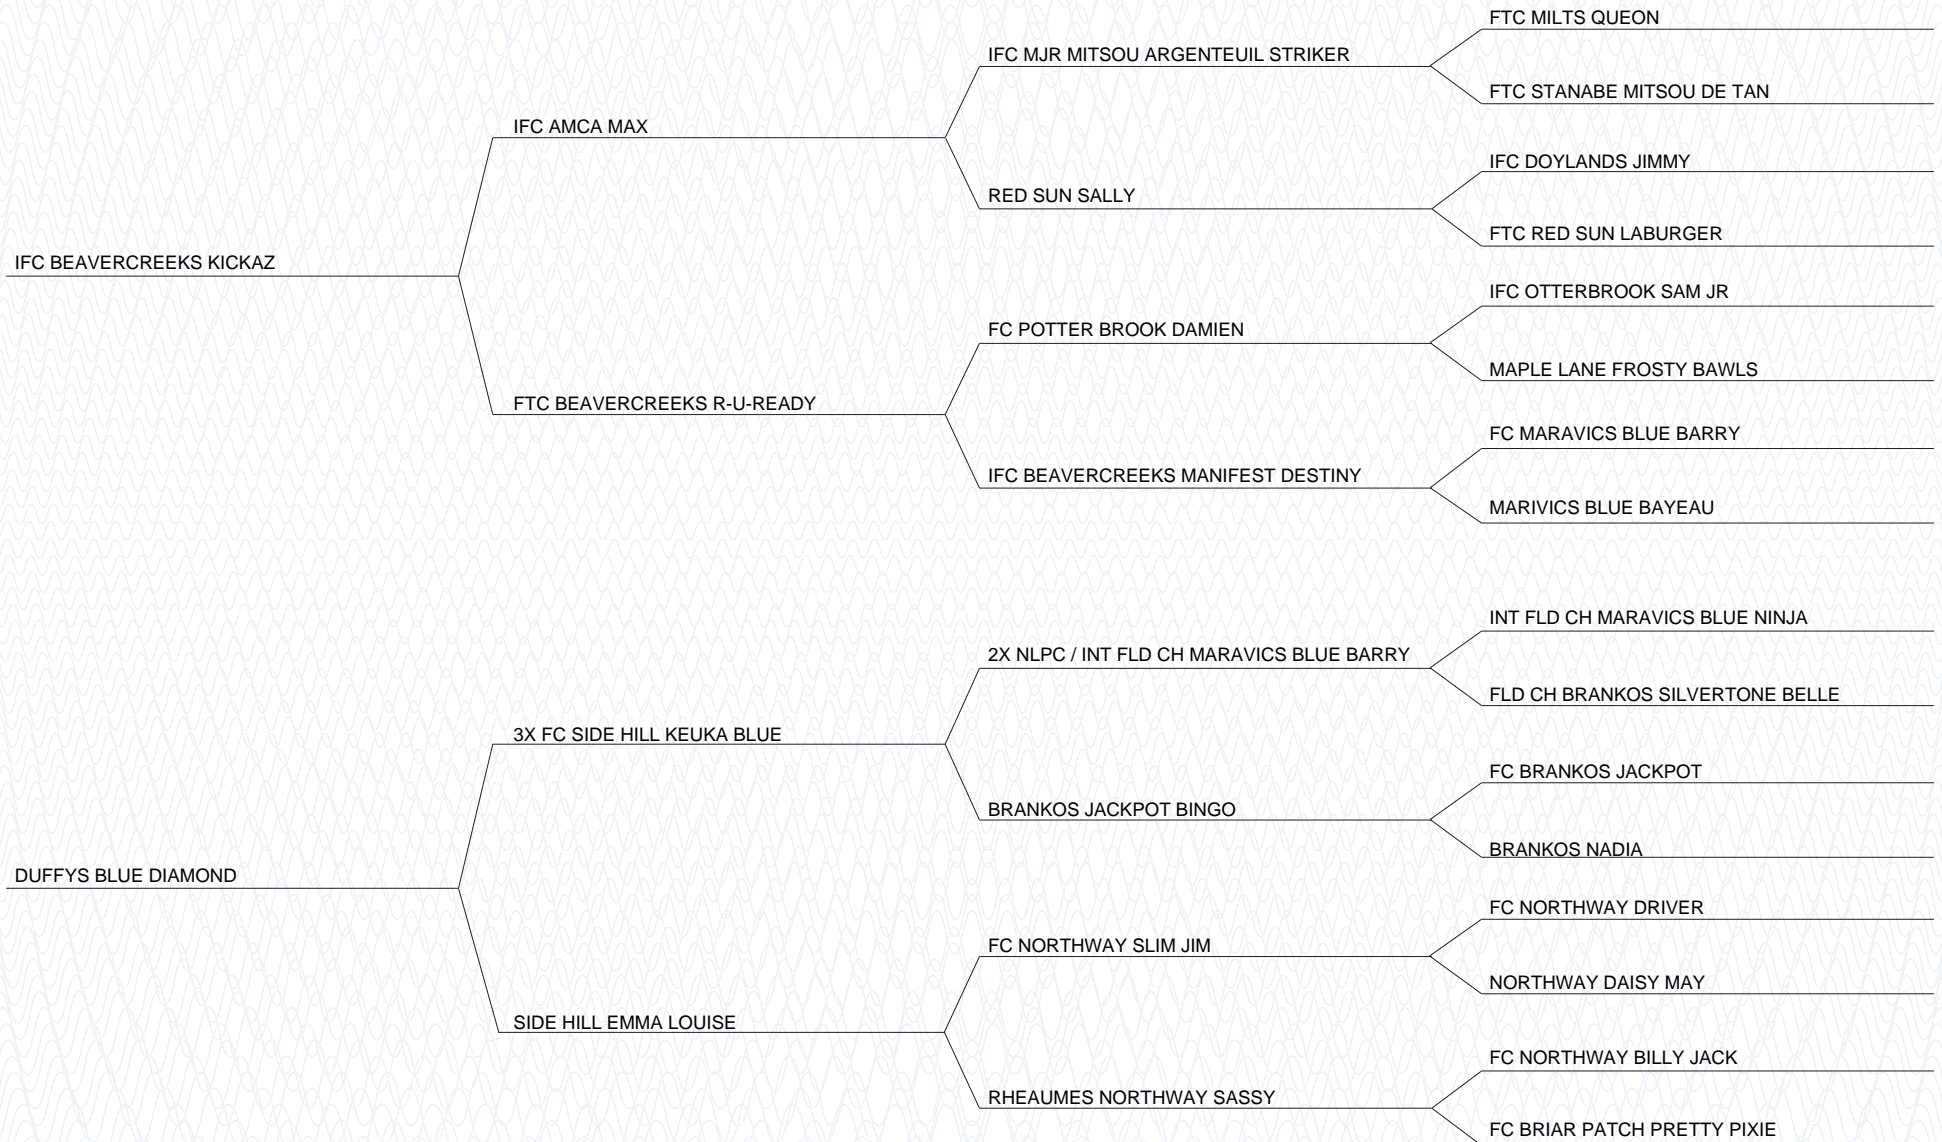 FTC MILTS QUEON
IFC MJR MITSOU ARGENTEUIL STRIKER
FTC STANABE MITSOU DE TAN
IFC AMCA MAX
IFC DOYLANDS JIMMY
RED SUN SALLY
FTC RED SUN LABURGER
IFC BEAVERCREEKS KICKAZ
IFC OTTERBROOK SAM JR
FC POTTER BROOK DAMIEN
MAPLE LANE FROSTY BAWLS
FTC BEAVERCREEKS R-U-READY
FC MARAVICS BLUE BARRY
IFC BEAVERCREEKS MANIFEST DESTINY
MARIVICS BLUE BAYEAU
INT FLD CH MARAVICS BLUE NINJA
2X NLPC / INT FLD CH MARAVICS BLUE BARRY
FLD CH BRANKOS SILVERTONE BELLE
3X FC SIDE HILL KEUKA BLUE
FC BRANKOS JACKPOT
BRANKOS JACKPOT BINGO
BRANKOS NADIA
DUFFYS BLUE DIAMOND
FC NORTHWAY DRIVER
FC NORTHWAY SLIM JIM
NORTHWAY DAISY MAY
SIDE HILL EMMA LOUISE
FC NORTHWAY BILLY JACK
RHEAUMES NORTHWAY SASSY
FC BRIAR PATCH PRETTY PIXIE